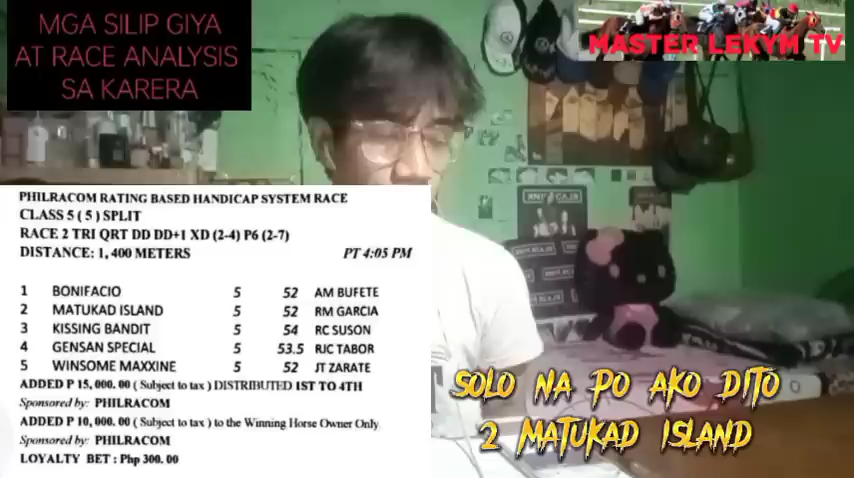 MGA SILIP GIYA
AT RACE ANALYSIS
SA KARERA
MASTER LEKYM TV
PHILRACOM RATING BASED HANDICAP SYSTEM RACE
CLASS 5 ( 5 ) SPLIT
RACE 2 TRI QRT DD DD+1 XD (2-4) P6 (2-7)
DISTANCE: 1, 400 METERS PT 4:05 PM
1 BONIFACIO 5 52 AM BUFETE
2 MATUKAD ISLAND 5 52 RM GARCIA
3 KISSING BANDIT 5 54 RC SUSON
4 GENSAN SPECIAL 5 53.5 RJC TABOR
5 WINSOME MAXXINE 5 52 JT ZARATE
ADDED P 15, 000. 00 ( Subject to tax ) DISTRIBUTED 1ST TO 4TH
Sponsored by: PHILRACOM
ADDED P 10, 000. 00 ( Subject to tax ) to the Winning Horse Owner Only
Sponsored by: PHILRACOM
LOYALTY BET : Php 300. 00
SOLO NA PO AKO DITO
2 MATUKAD ISLAND